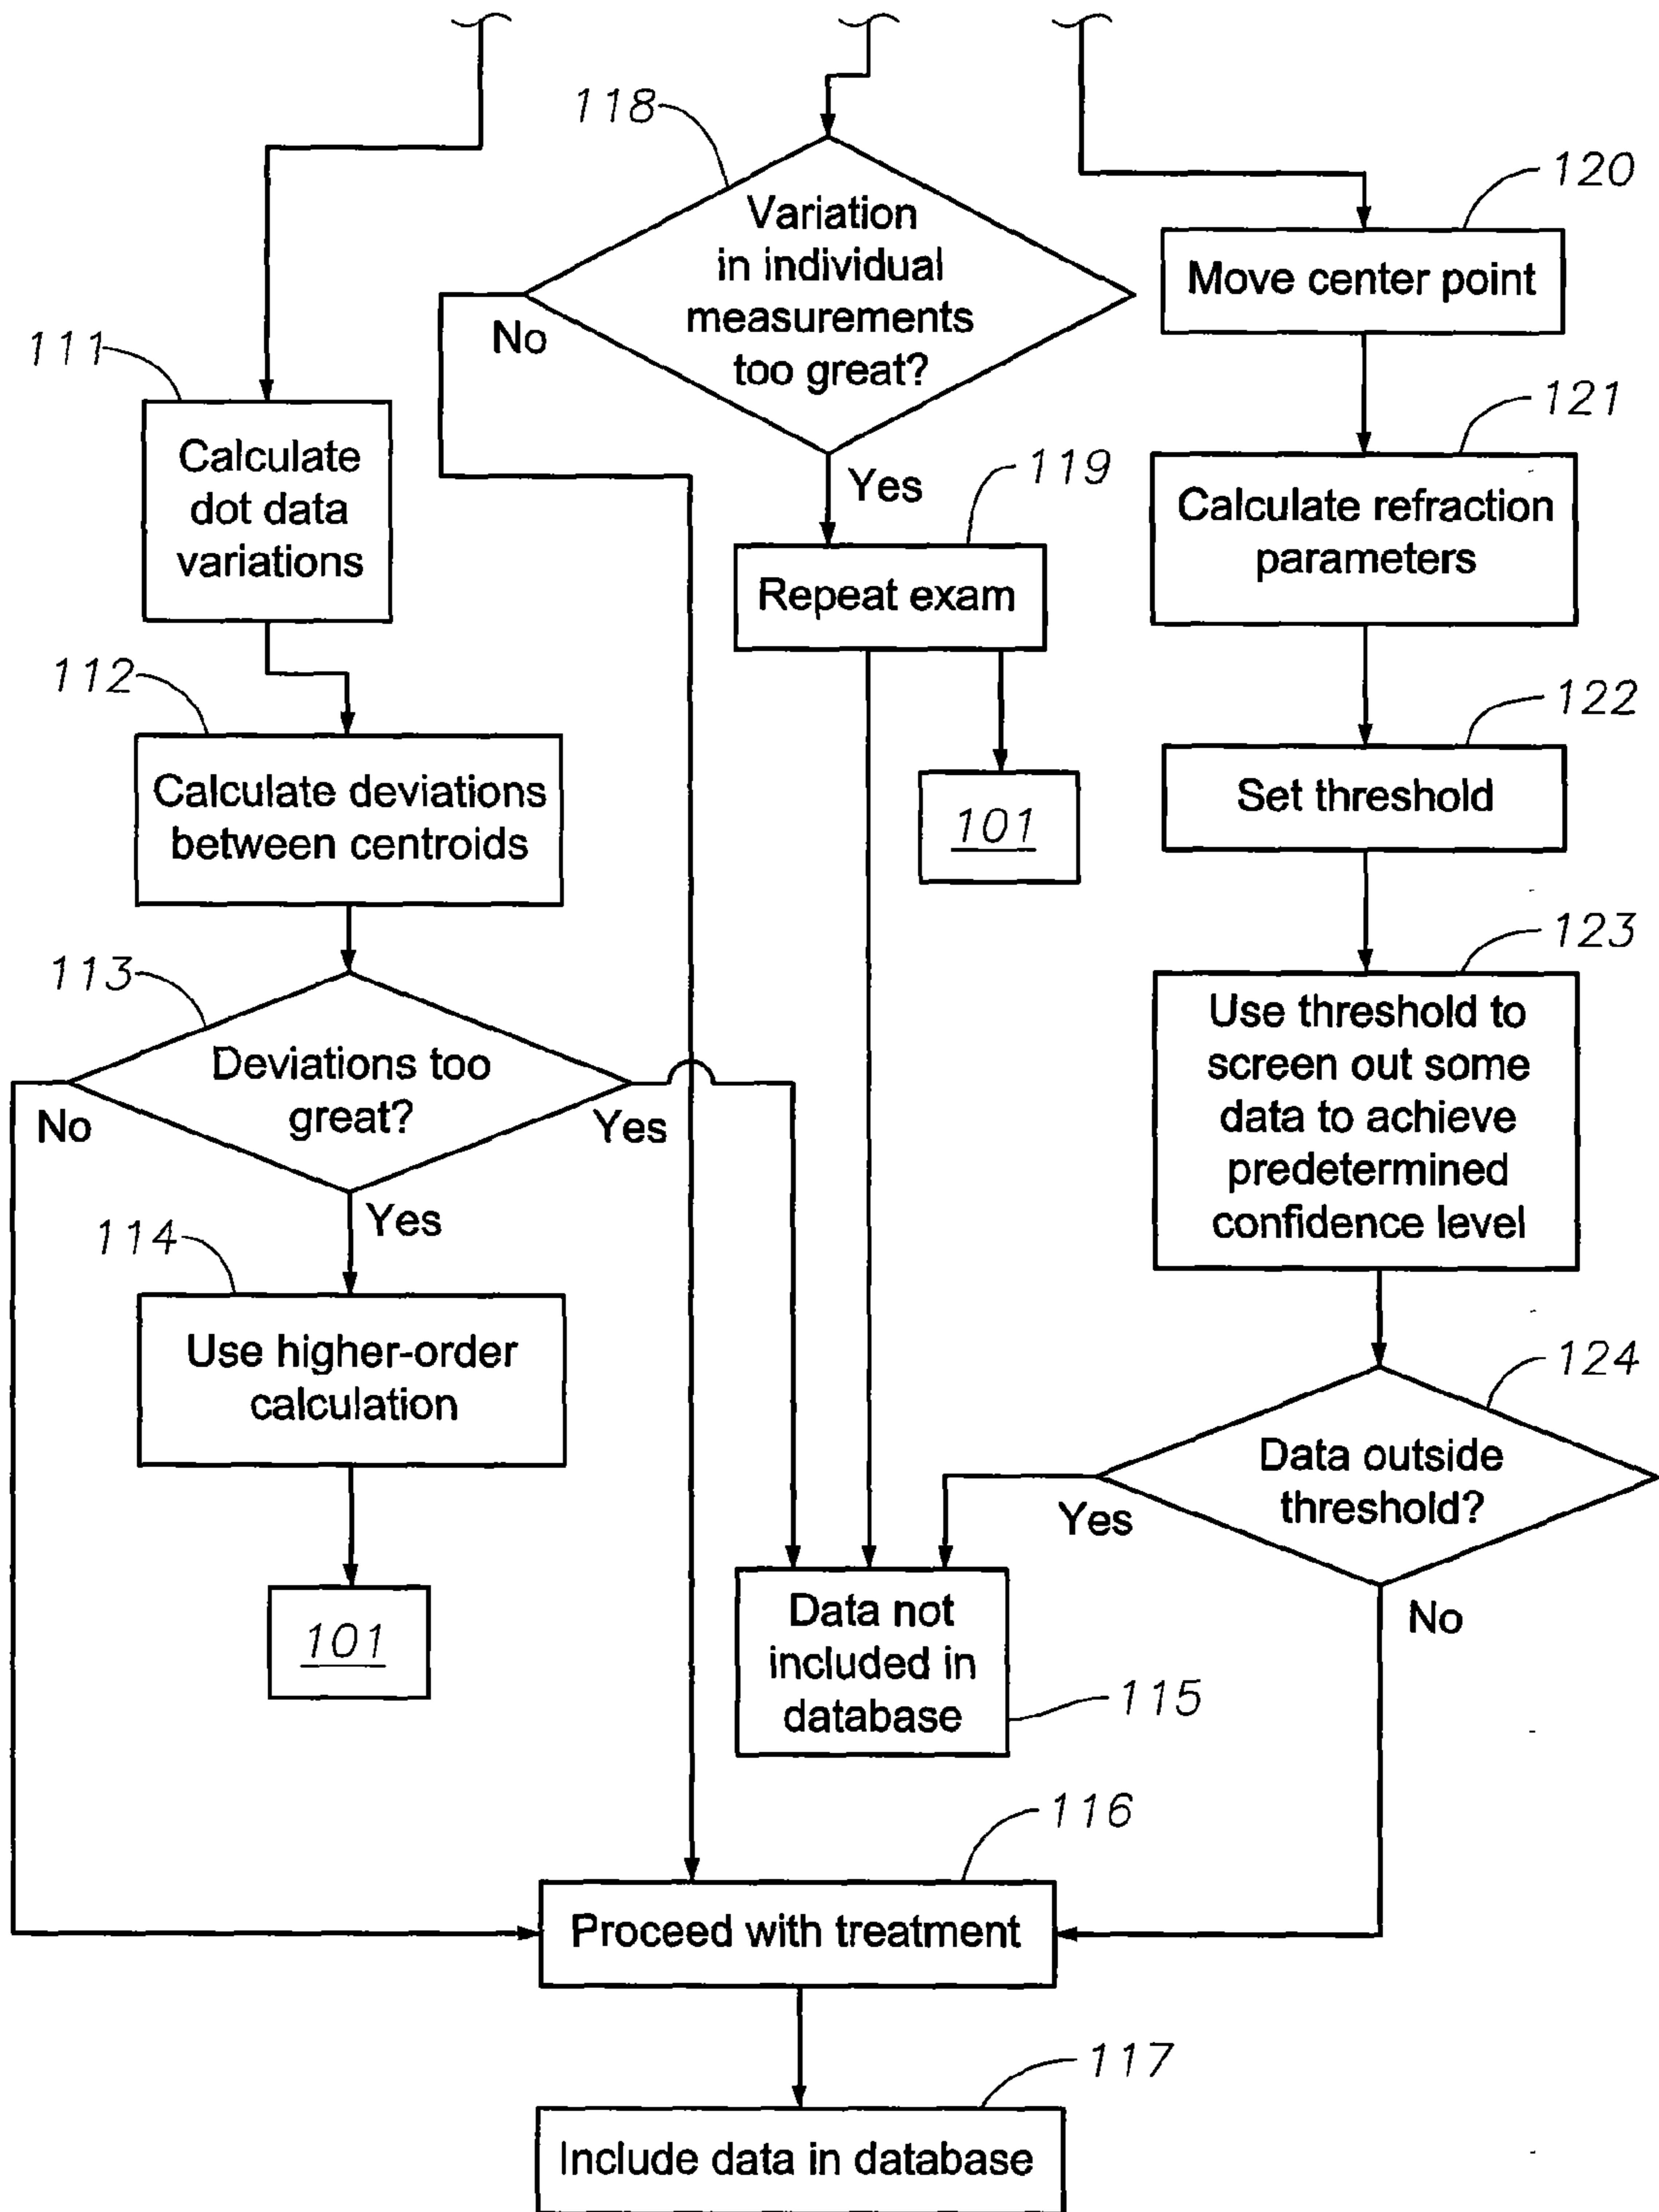 118
Variation
in individual
measurements
too great?
No
Yes
120
Move center point
111
Calculate
dot data
variations
121
Calculate refraction
parameters
119
Repeat exam
101
112
Calculate deviations
between centroids
122
Set threshold
113
Deviations too
great?
No
Yes
Yes
123
Use threshold to
screen out some
data to achieve
predetermined
confidence level
114
Use higher-order
calculation
101
124
Data outside
threshold?
Yes
No
Data not
included in
database
115
116
Proceed with treatment
117
Include data in database